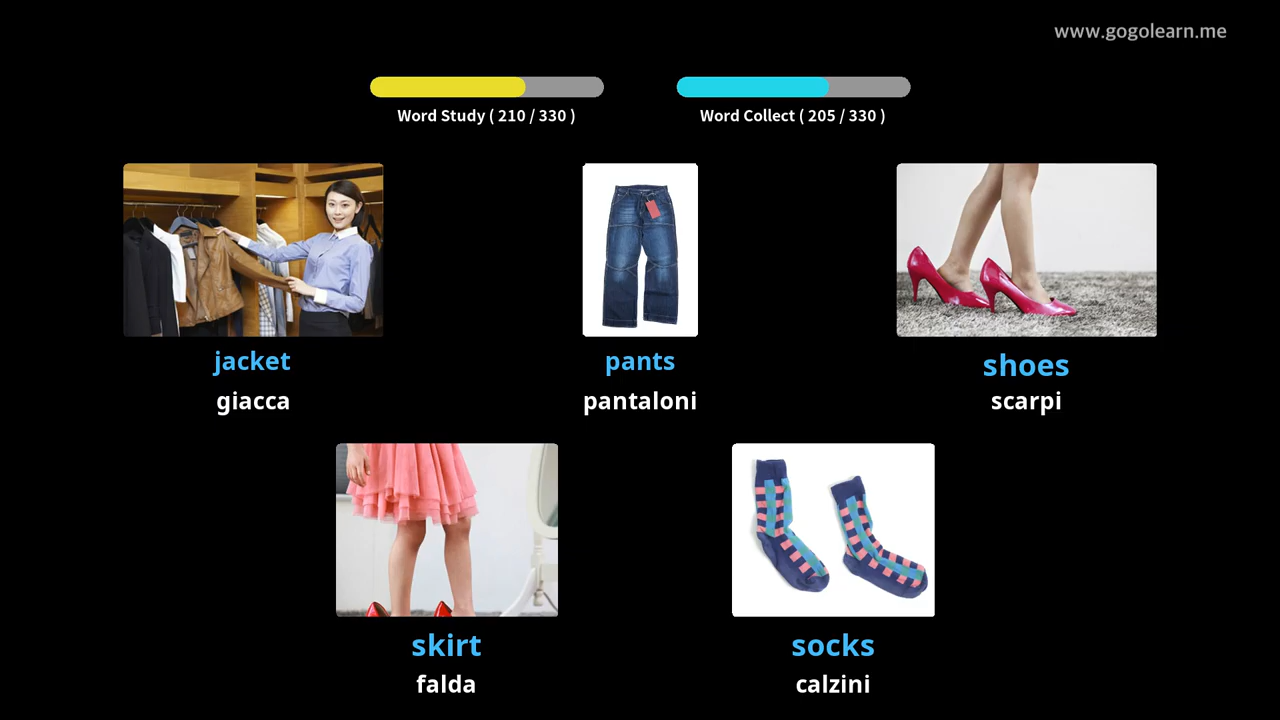 www.gogolearn.me
Word Study ( 210 / 330 )
Word Collect ( 205 / 330 )
jacket
giacca
pants
pantaloni
shoes
scarpi
skirt
falda
socks
calzini